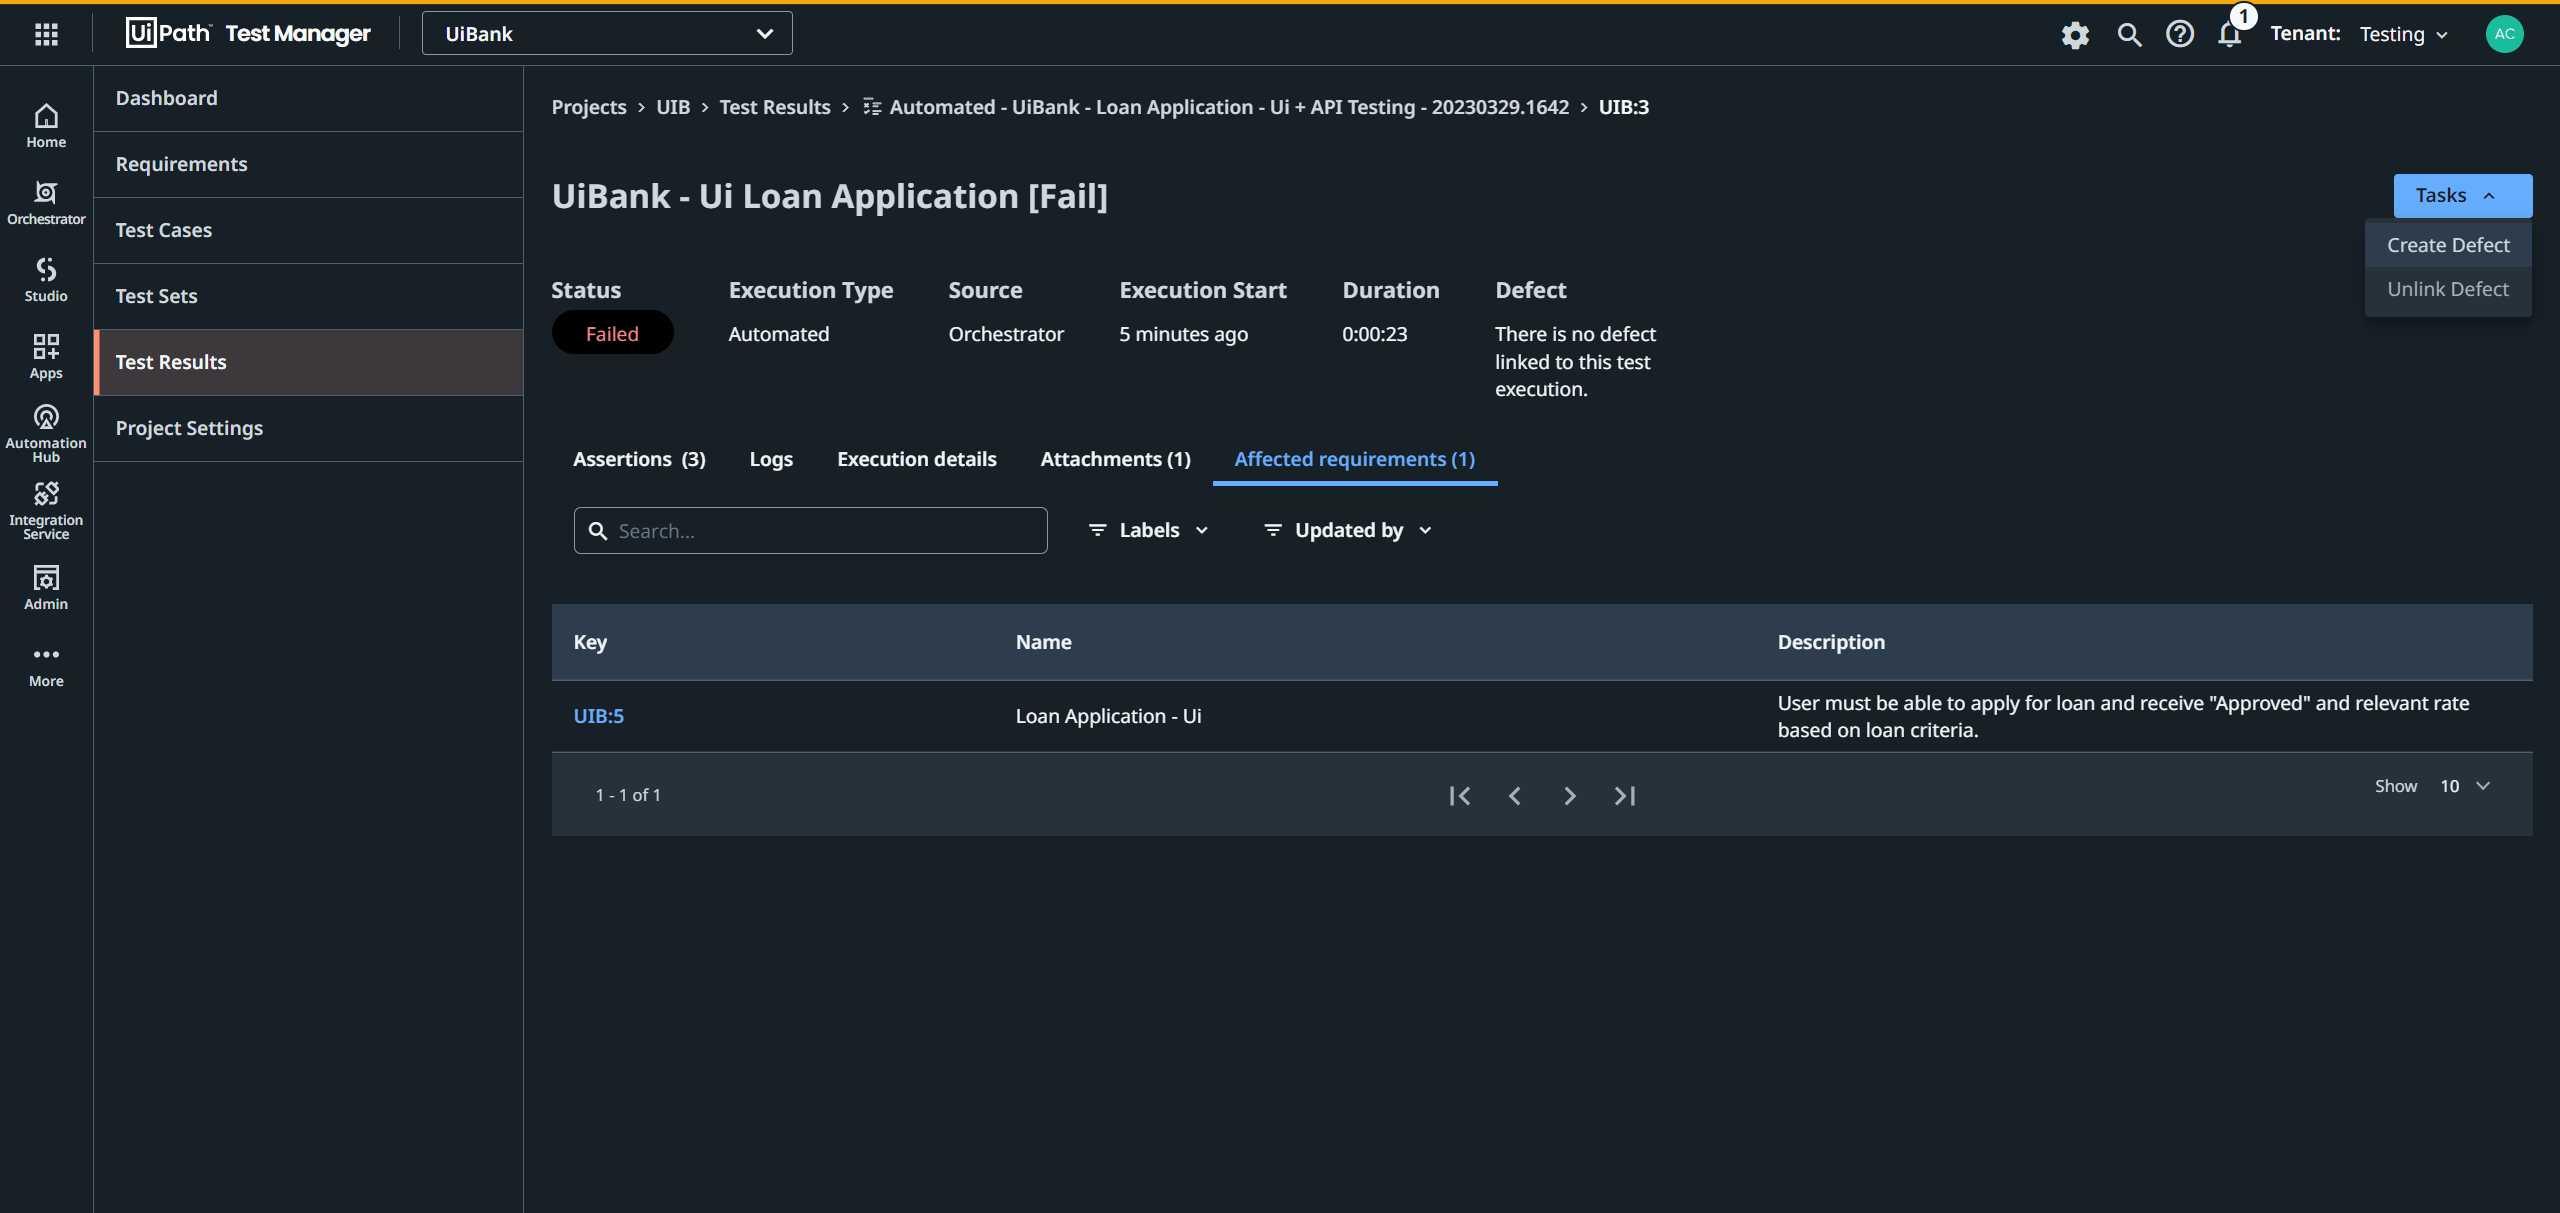 UiPath Test Manager
UiBank
1
Tenant: Testing
AC
Home
Orchestrator
Studio
Apps
Automation
Hub
Integration
Service
Admin
More
Dashboard
Requirements
Test Cases
Test Sets
Test Results
Project Settings
Projects > UIB > Test Results > Automated - UiBank - Loan Application - Ui + API Testing - 20230329.1642 > UIB:3
UiBank - Ui Loan Application [Fail]
Tasks
Create Defect
Unlink Defect
Status
Failed
Execution Type
Automated
Source
Orchestrator
Execution Start
5 minutes ago
Duration
0:00:23
Defect
There is no defect
linked to this test
execution.
Assertions (3) Logs Execution details Attachments (1) Affected requirements (1)
Search...
Labels
Updated by
Key Name Description
UIB:5 Loan Application - Ui
User must be able to apply for loan and receive "Approved" and relevant rate
based on loan criteria.
1 - 1 of 1
Show 10